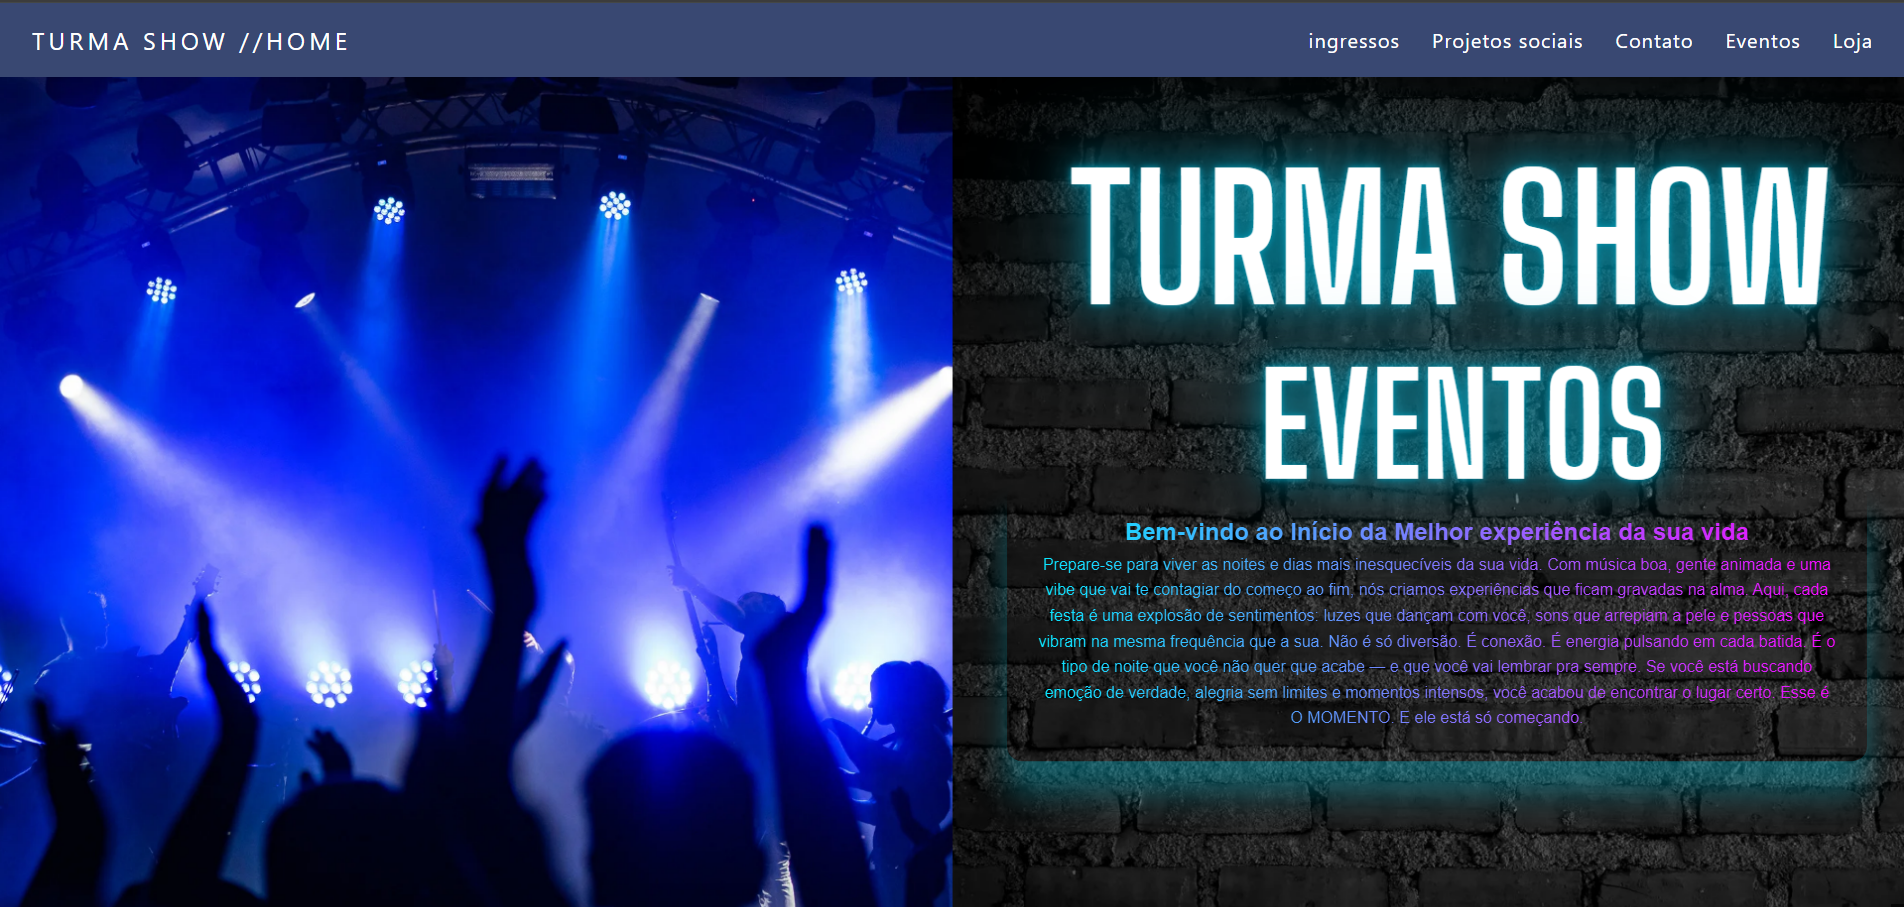 TURMA SHOW //HOME
ingressos Projetos sociais Contato Eventos Loja
TURMA SHOW
EVENTOS
Bem-vindo ao Início da Melhor experiência da sua vida
Prepare-se para viver as noites e dias mais inesquecíveis da sua vida. Com música boa, gente animada e uma
vibe que vai te contagiar do começo ao fim, nós criamos experiências que ficam gravadas na alma. Aqui, cada
festa é uma explosão de sentimentos: luzes que dançam com você, sons que arrepiam a pele e pessoas que
vibram na mesma frequência que a sua. Não é só diversão. É conexão. É energia pulsando em cada batida. É o
tipo de noite que você não quer que acabe — e que você vai lembrar pra sempre. Se você está buscando
emoção de verdade, alegria sem limites e momentos intensos, você acabou de encontrar o lugar certo. Esse é
O MOMENTO. E ele está só começando.